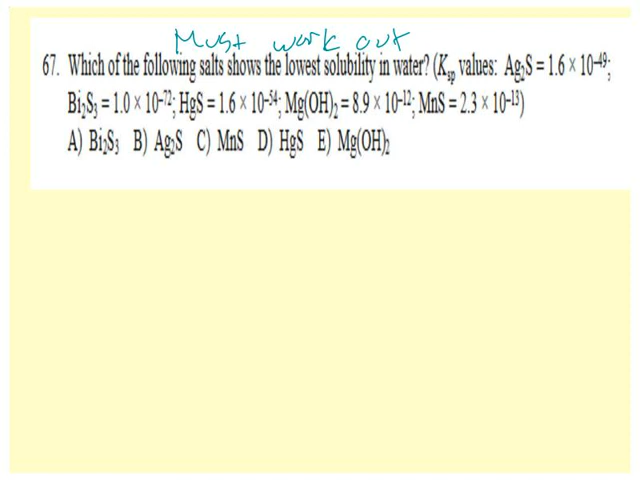 Must work out
67. Which of the following salts shows the lowest solubility in water? (Ksp values: Ag₂S = 1.6 × 10⁻⁴⁹;
Bi₂S₃ = 1.0 × 10⁻⁷²; HgS = 1.6 × 10⁻⁵⁴; Mg(OH)₂ = 8.9 × 10⁻¹²; MnS = 2.3 × 10⁻¹³)
A) Bi₂S₃ B) Ag₂S C) MnS D) HgS E) Mg(OH)₂